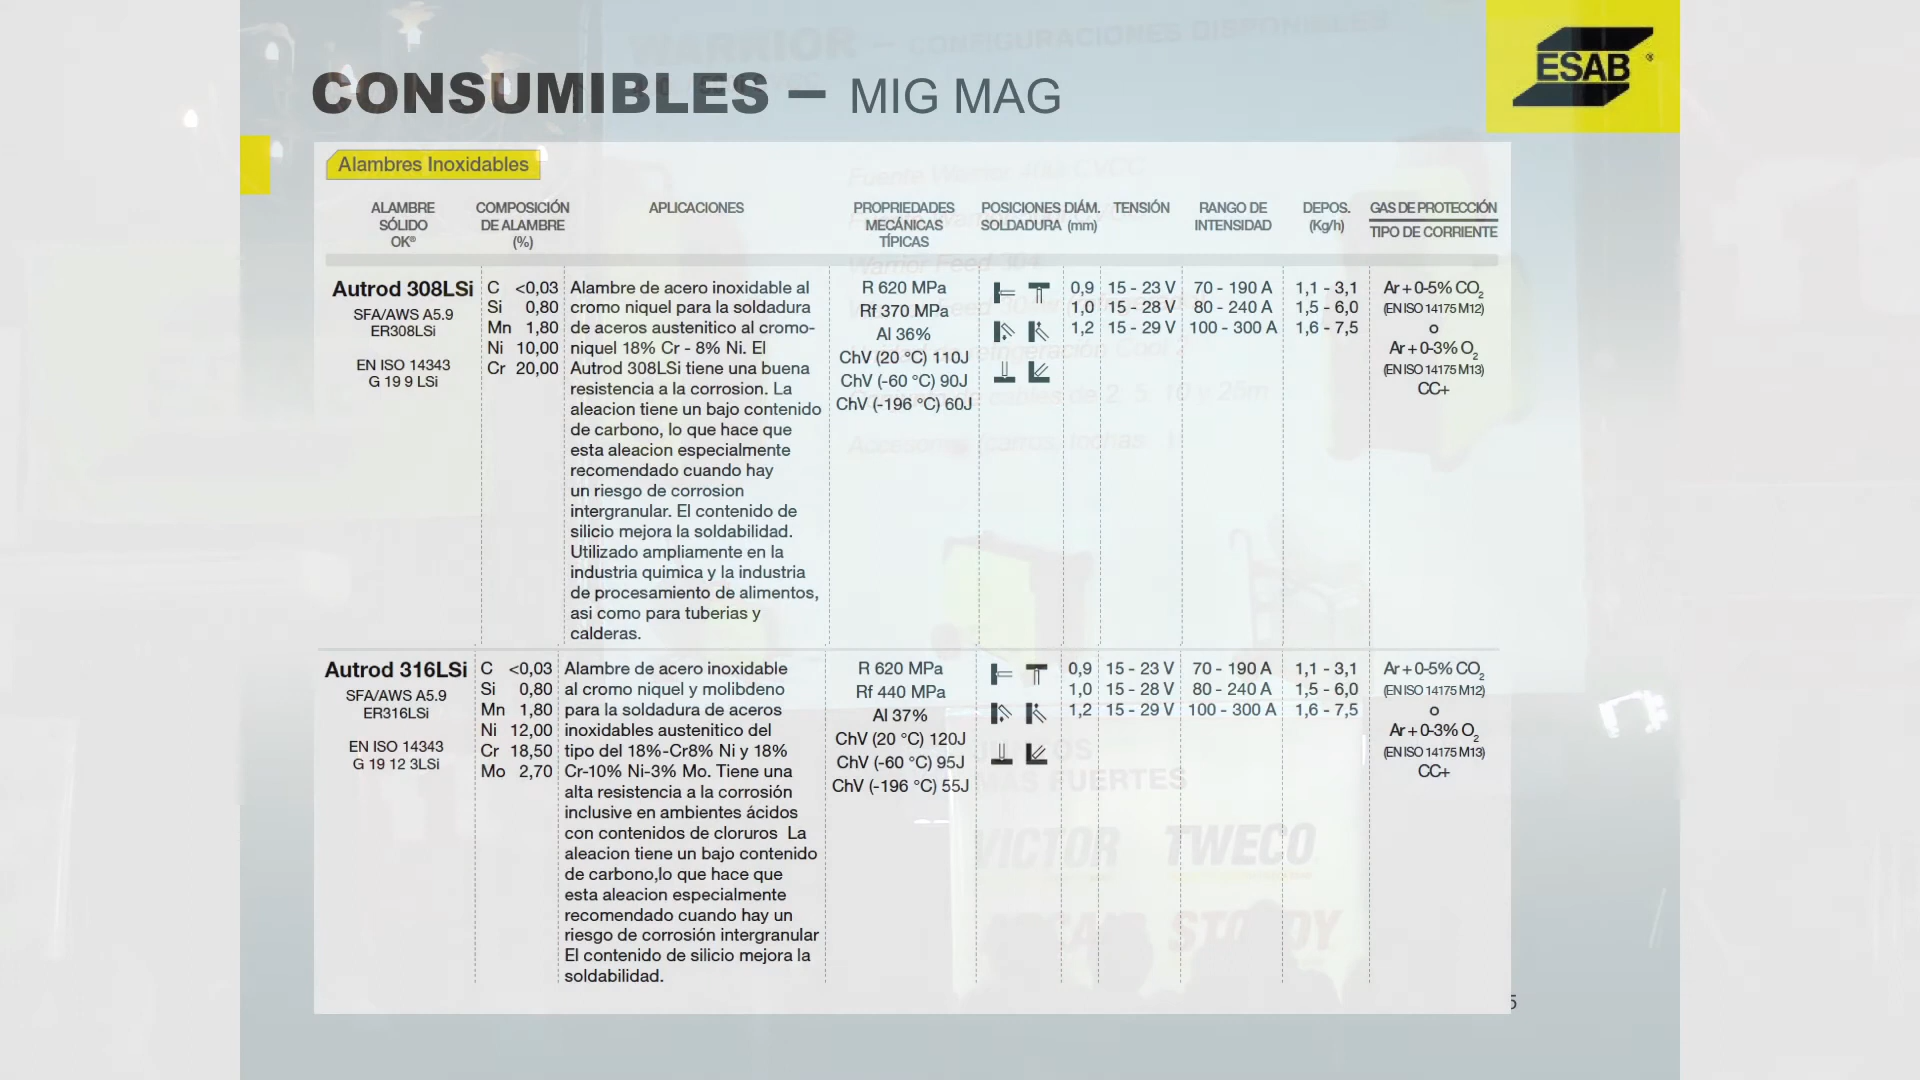 WARRIOR – CONFIGURACIONES DISPONIBLES
ESAB
CONSUMIBLES – MIG MAG
Alambres Inoxidables
ALAMBRE SÓLIDO OK®
COMPOSICIÓN DE ALAMBRE (%)
APLICACIONES
PROPRIEDADES MECÁNICAS TÍPICAS
POSICIONES SOLDADURA
DIÁM. (mm)
TENSIÓN
RANGO DE INTENSIDAD
DEPOS. (Kg/h)
GAS DE PROTECCIÓN
TIPO DE CORRIENTE
Autrod 308LSi
SFA/AWS A5.9
ER308LSi
EN ISO 14343
G 19 9 LSi
C <0,03
Si 0,80
Mn 1,80
Ni 10,00
Cr 20,00
Alambre de acero inoxidable al
cromo niquel para la soldadura
de aceros austenitico al cromo-
niquel 18% Cr - 8% Ni. El
Autrod 308LSi tiene una buena
resistencia a la corrosion. La
aleacion tiene un bajo contenido
de carbono, lo que hace que
esta aleacion especialmente
recomendado cuando hay
un riesgo de corrosion
intergranular. El contenido de
silicio mejora la soldabilidad.
Utilizado ampliamente en la
industria quimica y la industria
de procesamiento de alimentos,
asi como para tuberias y
calderas.
R 620 MPa
Rf 370 MPa
Al 36%
ChV (20 °C) 110J
ChV (-60 °C) 90J
ChV (-196 °C) 60J
0,9 15 - 23 V 70 - 190 A 1,1 - 3,1
1,0 15 - 28 V 80 - 240 A 1,5 - 6,0
1,2 15 - 29 V 100 - 300 A 1,6 - 7,5
Ar + 0-5% CO2
(EN ISO 14175 M12)
o
Ar + 0-3% O2
(EN ISO 14175 M13)
CC+
Autrod 316LSi
SFA/AWS A5.9
ER316LSi
EN ISO 14343
G 19 12 3LSi
C <0,03
Si 0,80
Mn 1,80
Ni 12,00
Cr 18,50
Mo 2,70
Alambre de acero inoxidable
al cromo niquel y molibdeno
para la soldadura de aceros
inoxidables austenitico del
tipo del 18%-Cr8% Ni y 18%
Cr-10% Ni-3% Mo. Tiene una
alta resistencia a la corrosión
inclusive en ambientes ácidos
con contenidos de cloruros La
aleacion tiene un bajo contenido
de carbono,lo que hace que
esta aleacion especialmente
recomendado cuando hay un
riesgo de corrosión intergranular
El contenido de silicio mejora la
soldabilidad.
R 620 MPa
Rf 440 MPa
Al 37%
ChV (20 °C) 120J
ChV (-60 °C) 95J
ChV (-196 °C) 55J
0,9 15 - 23 V 70 - 190 A 1,1 - 3,1
1,0 15 - 28 V 80 - 240 A 1,5 - 6,0
1,2 15 - 29 V 100 - 300 A 1,6 - 7,5
Ar + 0-5% CO2
(EN ISO 14175 M12)
o
Ar + 0-3% O2
(EN ISO 14175 M13)
CC+
MAS FUERTES
VICTOR TWECO
5